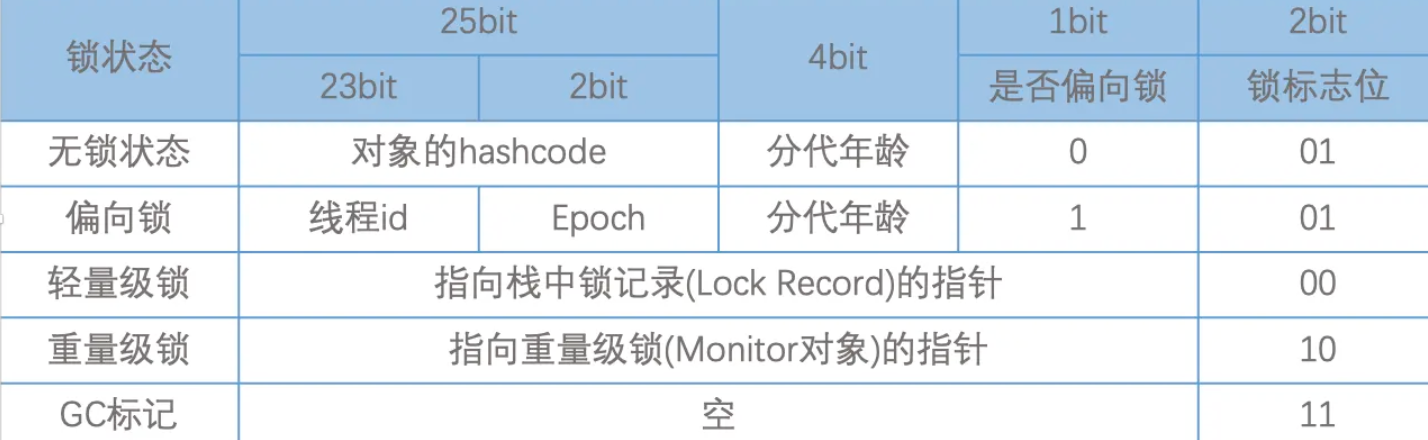 锁状态 25bit 4bit 1bit 2bit
23bit 2bit 是否偏向锁 锁标志位
无锁状态 对象的hashcode 分代年龄 0 01
偏向锁 线程id Epoch 分代年龄 1 01
轻量级锁 指向栈中锁记录(Lock Record)的指针 00
重量级锁 指向重量级锁(Monitor对象)的指针 10
GC标记 空 11